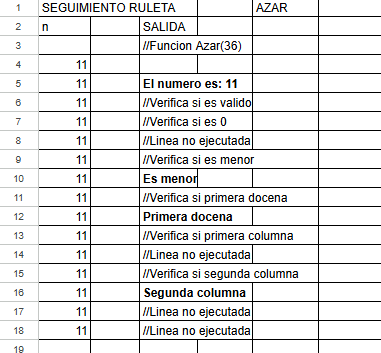 1 SEGUIMIENTO RULETA AZAR
2 n SALIDA
3 //Funcion Azar(36)
4 11
5 11 El numero es: 11
6 11 //Verifica si es valido
7 11 //Verifica si es 0
8 11 //Linea no ejecutada
9 11 //Verifica si es menor
10 11 Es menor
11 11 //Verifica si primera docena
12 11 Primera docena
13 11 //Verifica si primera columna
14 11 //Linea no ejecutada
15 11 //Verifica si segunda columna
16 11 Segunda columna
17 11 //Linea no ejecutada
18 11 //Linea no ejecutada
19